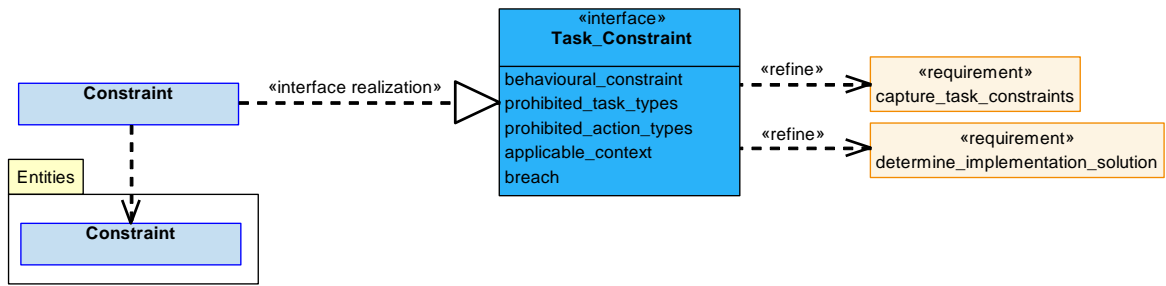 «interface»
Task_Constraint
behavioural_constraint
prohibited_task_types
prohibited_action_types
applicable_context
breach
Constraint
«interface realization»
«refine»
«requirement»
capture_task_constraints
«refine»
«requirement»
determine_implementation_solution
Entities
Constraint